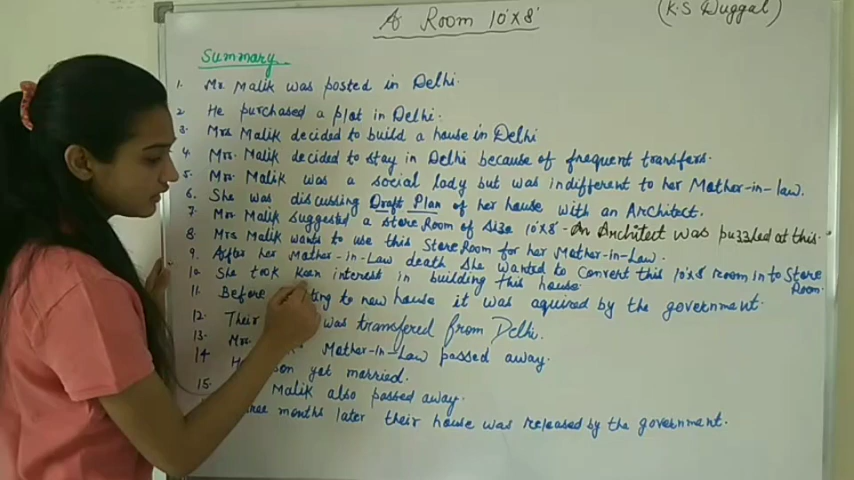 A Room 10'x8'
(K.S Duggal)
Summary
1. Mr. Malik was posted in Delhi.
2 He purchased a plot in Delhi.
3. Mrs Malik decided to build a house in Delhi
4. Mrs. Malik decided to stay in Delhi because of frequent transfers.
5. Mrs. Malik was a social lady but was indifferent to her Mother-in-law.
6. She was discussing Draft Plan of her house with an Architect.
7. Mrs Malik suggested a store Room of size 10'x8' - An Architect was puzzled at this.
8. Mrs Malik wants to use this Store Room for her Mother-in-Law.
9. After her Mother-in-Law death she wanted to convert this 10'x8' room in to Store Room.
10. She took keen interest in building this house.
11. Before to new house it was aquired by the government.
12. Their was transfered from Delhi.
13. Mrs. Mother-in-Law passed away.
14 son got married.
15. Malik also passed away.
months later their house was released by the government.